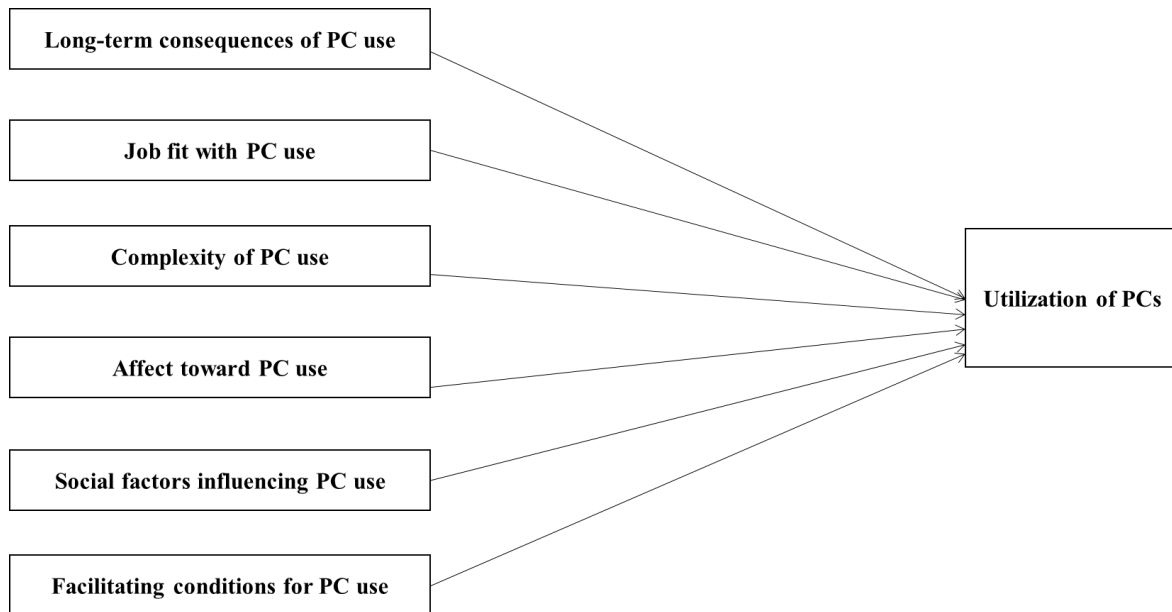 Long-term consequences of PC use
Job fit with PC use
Complexity of PC use
Affect toward PC use
Social factors influencing PC use
Facilitating conditions for PC use
Utilization of PCs